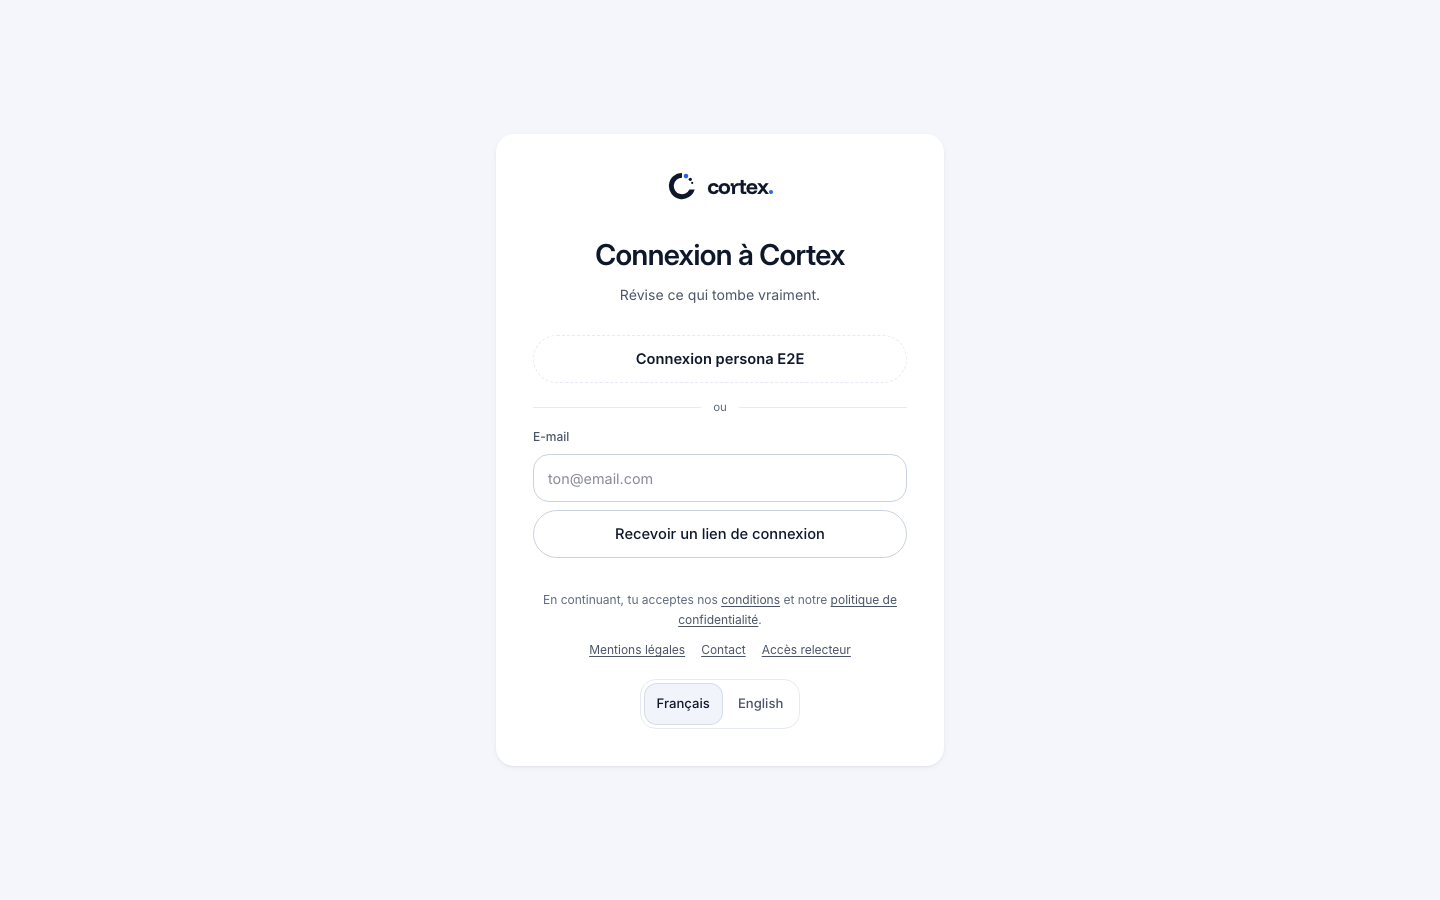 cortex.
Connexion à Cortex
Révise ce qui tombe vraiment.
Connexion persona E2E
ou
E-mail
ton@email.com
Recevoir un lien de connexion
En continuant, tu acceptes nos conditions et notre politique de
confidentialité.
Mentions légales Contact Accès relecteur
Français English